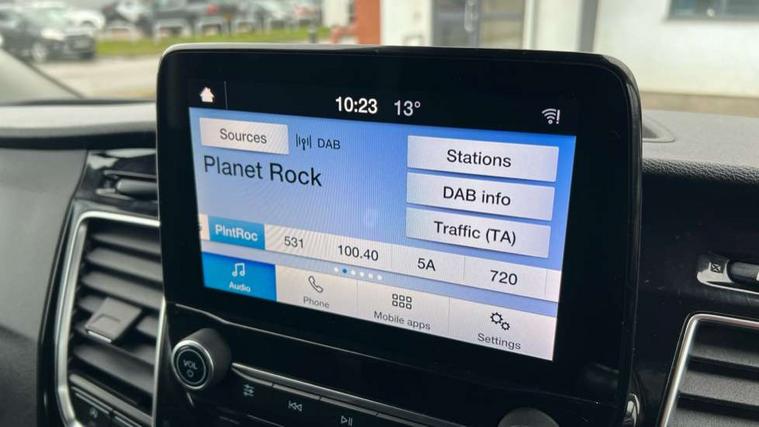 10:23 13°
Sources
DAB
Planet Rock
Stations
DAB info
Traffic (TA)
PlntRoc
531
100.40
5A
720
Audio
Phone
Mobile apps
Settings
VOL